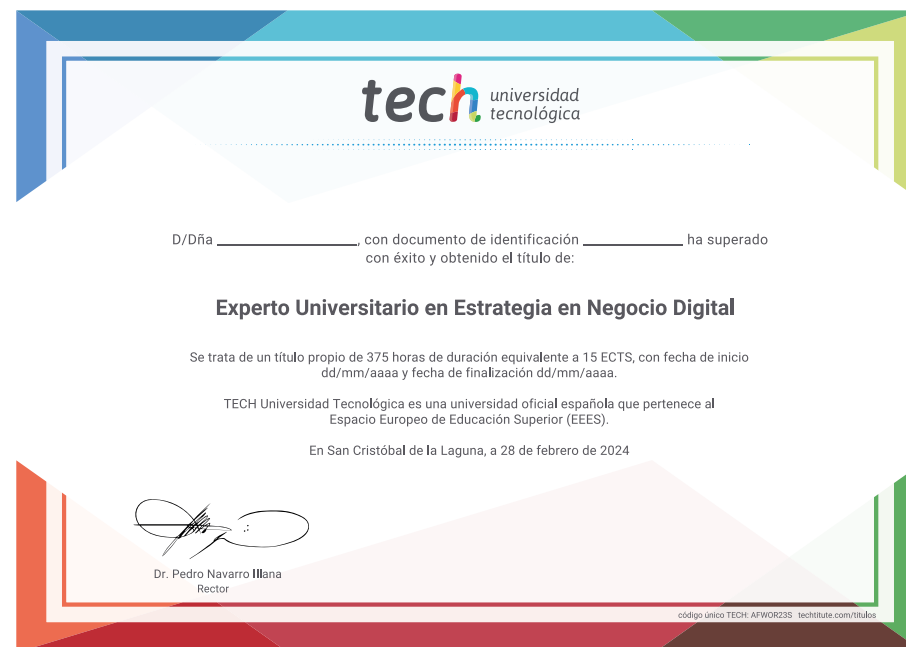 tech universidad
tecnológica
D/Dña ____________________, con documento de identificación ______________ ha superado
con éxito y obtenido el título de:
Experto Universitario en Estrategia en Negocio Digital
Se trata de un título propio de 375 horas de duración equivalente a 15 ECTS, con fecha de inicio
dd/mm/aaaa y fecha de finalización dd/mm/aaaa.
TECH Universidad Tecnológica es una universidad oficial española que pertenece al
Espacio Europeo de Educación Superior (EEES).
En San Cristóbal de la Laguna, a 28 de febrero de 2024
Dr. Pedro Navarro Illana
Rector
código único TECH: AFWOR23S techtitute.com/titulos